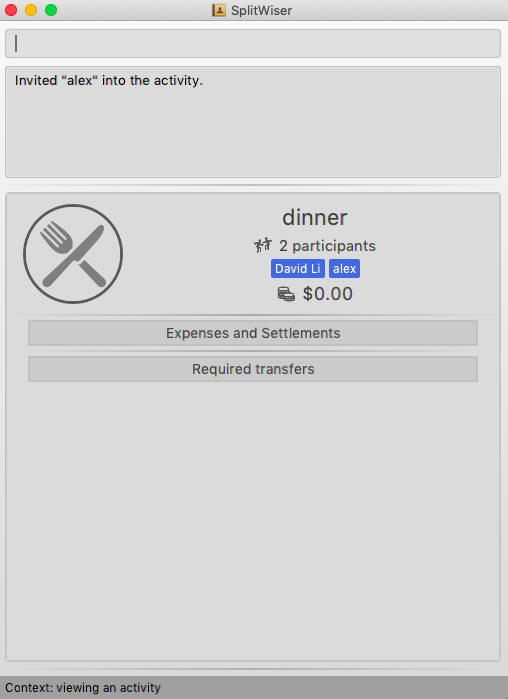 SplitWiser
Invited "alex" into the activity.
dinner
2 participants
David Li alex
$0.00
Expenses and Settlements
Required transfers
Context: viewing an activity